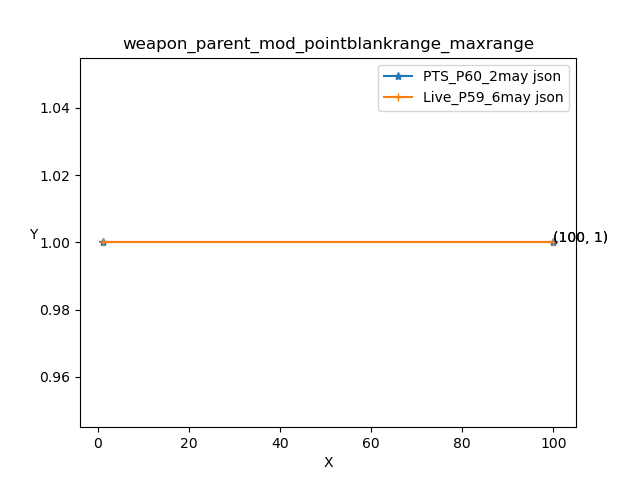 weapon_parent_mod_pointblankrange_maxrange
PTS_P60_2may json
Live_P59_6may json
1.04
1.02
1.00
0.98
0.96
Y
(100, 1)
0
20
40
60
80
100
X